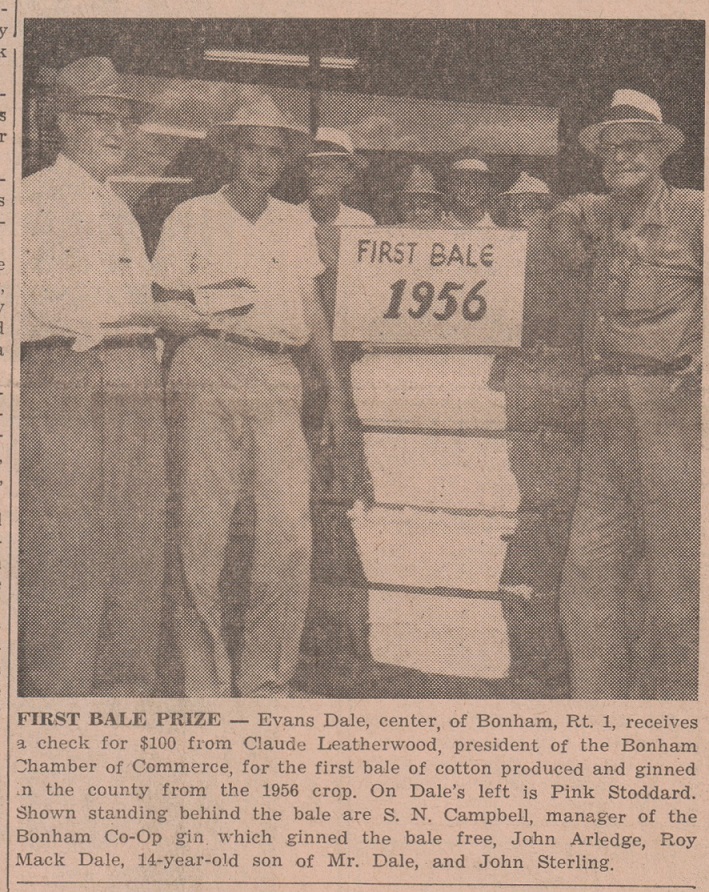 FIRST BALE
1956
FIRST BALE PRIZE — Evans Dale, center, of Bonham, Rt. 1, receives
a check for $100 from Claude Leatherwood, president of the Bonham
Chamber of Commerce, for the first bale of cotton produced and ginned
in the county from the 1956 crop. On Dale's left is Pink Stoddard.
Shown standing behind the bale are S. N. Campbell, manager of the
Bonham Co-Op gin which ginned the bale free, John Arledge, Roy
Mack Dale, 14-year-old son of Mr. Dale, and John Sterling.